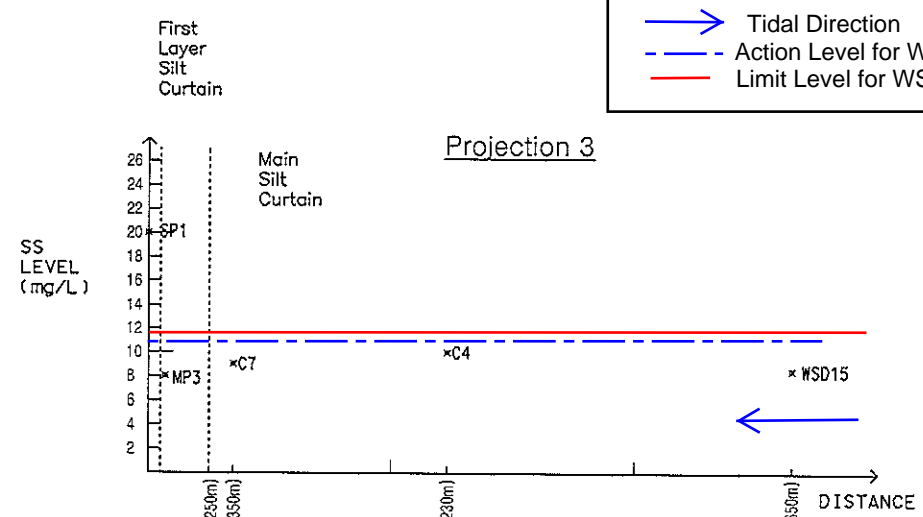 First
Layer
Silt
Curtain
Tidal Direction
Action Level for W
Limit Level for WS
Projection 3
Main
Silt
Curtain
SS
LEVEL
(mg/L)
26
24
22
20
18
16
14
12
10
8
6
4
2
SP1
MP3
C7
C4
WSD15
250m)
350m)
230m)
350m)
DISTANCE